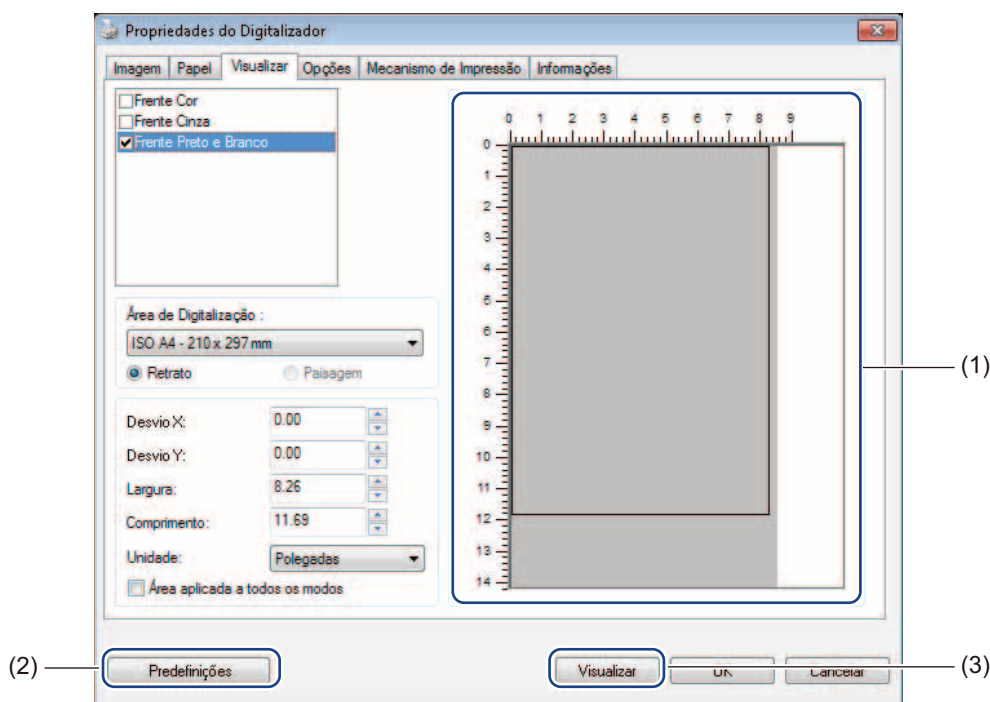 Propriedades do Digitalizador
Imagem Papel Visualizar Opções Mecanismo de Impressão Informações
Frente Cor
Frente Cinza
Frente Preto e Branco
Área de Digitalização :
ISO A4 - 210 x 297 mm
Retrato Paisagem
Desvio X: 0.00
Desvio Y: 0.00
Largura: 8.26
Comprimento: 11.69
Unidade: Polegadas
Área aplicada a todos os modos
0 1 2 3 4 5 6 7 8 9
0
1
2
3
4
5
6
7
8
9
10
11
12
13
14
(1)
(2) Predefinições Visualizar OK Cancelar (3)